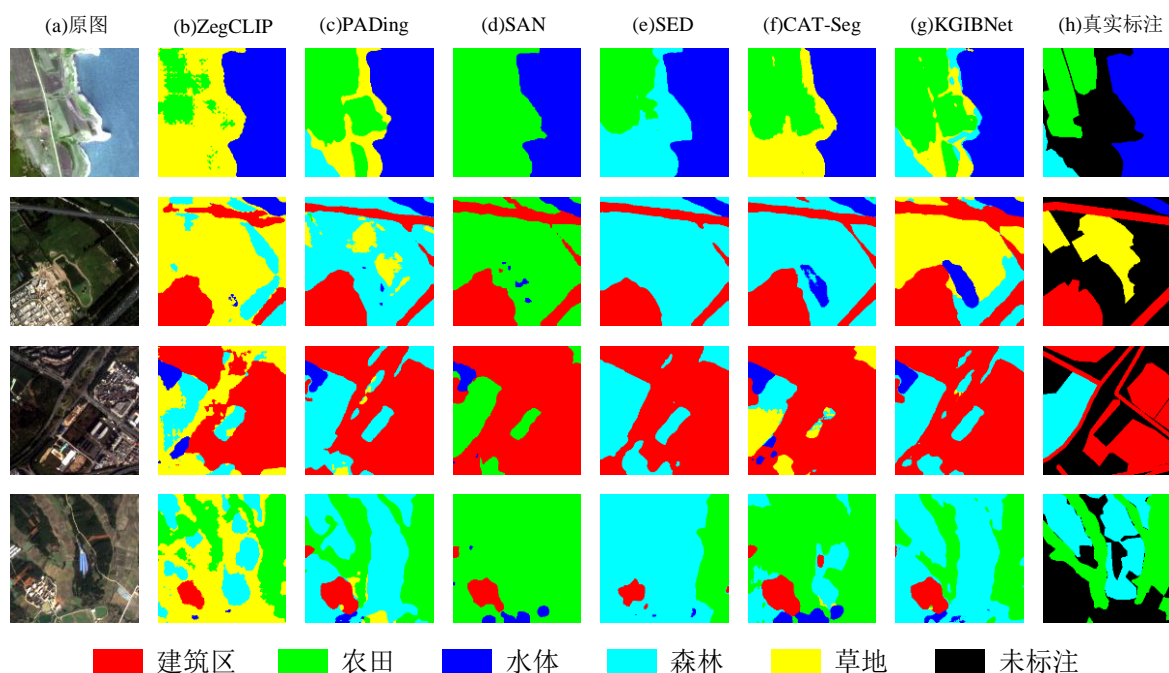 (a)原图 (b)ZegCLIP (c)PADing (d)SAN (e)SED (f)CAT-Seg (g)KGIBNet (h)真实标注
建筑区 农田 水体 森林 草地 未标注